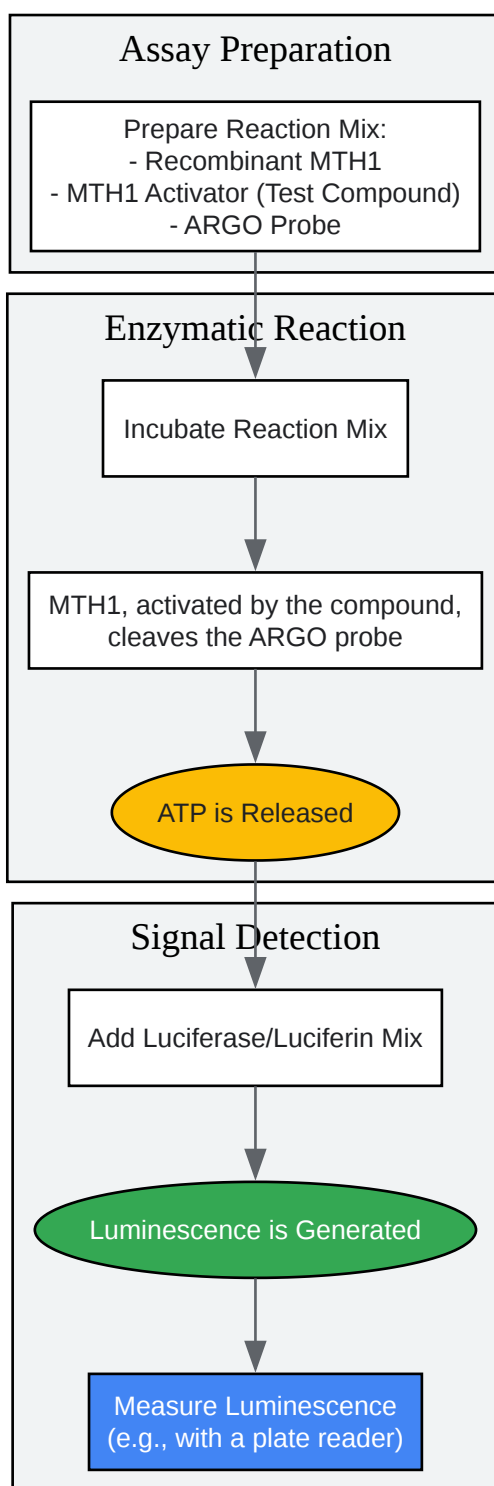 Assay Preparation
Prepare Reaction Mix:
- Recombinant MTH1
- MTH1 Activator (Test Compound)
- ARGO Probe
Enzymatic Reaction
Incubate Reaction Mix
MTH1, activated by the compound,
cleaves the ARGO probe
ATP is Released
Signal Detection
Add Luciferase/Luciferin Mix
Luminescence is Generated
Measure Luminescence
(e.g., with a plate reader)